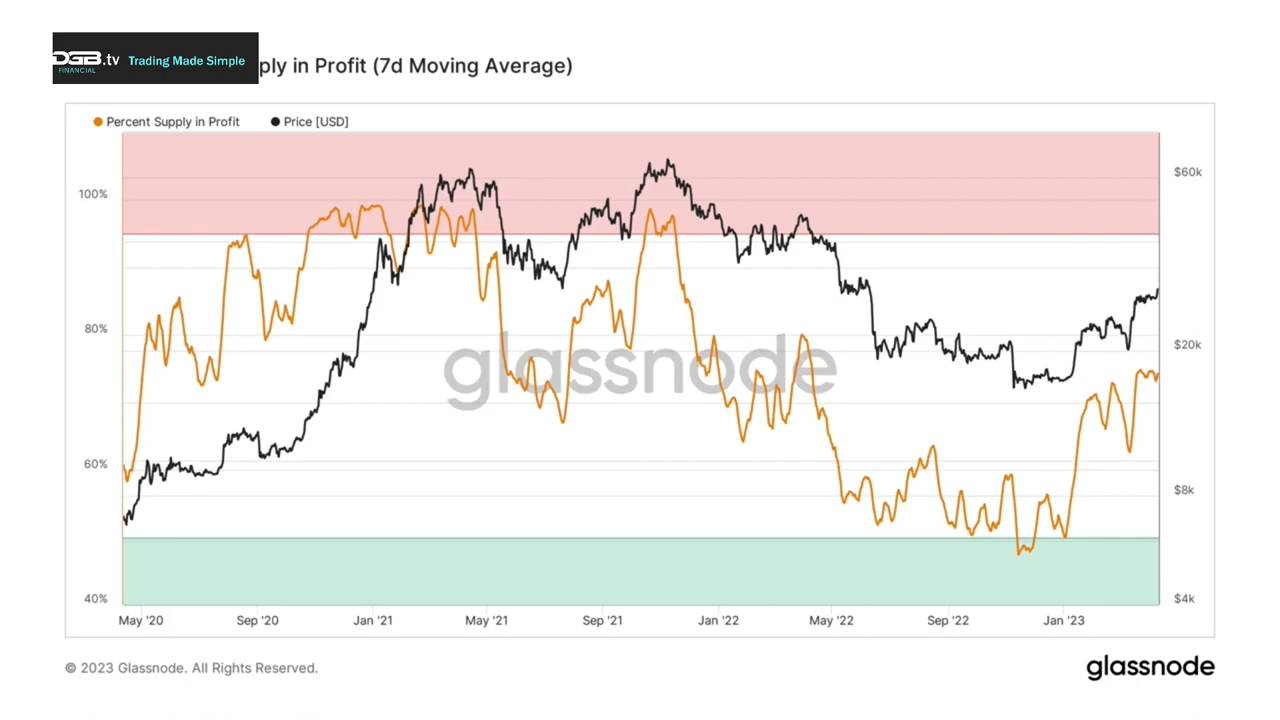 DGB.tv Trading Made Simple
FINANCIAL
ply in Profit (7d Moving Average)
Percent Supply in Profit Price [USD]
100%
80%
60%
40%
$60k
$20k
$8k
$4k
glassnode
May '20 Sep '20 Jan '21 May '21 Sep '21 Jan '22 May '22 Sep '22 Jan '23
© 2023 Glassnode. All Rights Reserved.
glassnode